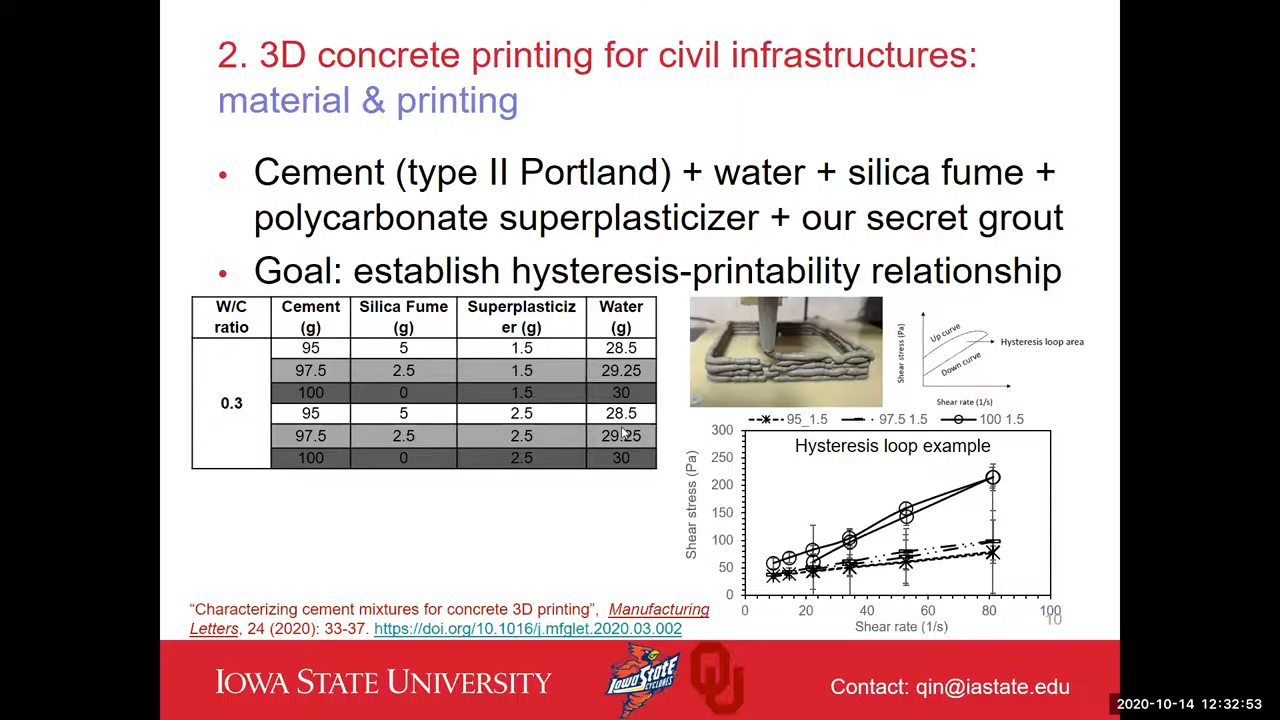 2. 3D concrete printing for civil infrastructures:
material & printing
• Cement (type II Portland) + water + silica fume +
polycarbonate superplasticizer + our secret grout
• Goal: establish hysteresis-printability relationship
W/C ratio Cement (g) Silica Fume (g) Superplasticiz er (g) Water (g)
0.3
95 5 1.5 28.5
97.5 2.5 1.5 29.25
100 0 1.5 30
95 5 2.5 28.5
97.5 2.5 2.5 29.25
100 0 2.5 30
Shear stress (Pa)
Up curve
Down curve
Hysteresis loop area
Shear rate (1/s)
95_1.5 97.5 1.5 100 1.5
Hysteresis loop example
Shear stress (Pa)
300
250
200
150
100
50
0
0 20 40 60 80 100
Shear rate (1/s)
10
“Characterizing cement mixtures for concrete 3D printing”, Manufacturing
Letters, 24 (2020): 33-37. https://doi.org/10.1016/j.mfglet.2020.03.002
IOWA STATE UNIVERSITY
IOWA STATE
CYCLONES
OU
Contact: qin@iastate.edu
2020-10-14 12:32:53